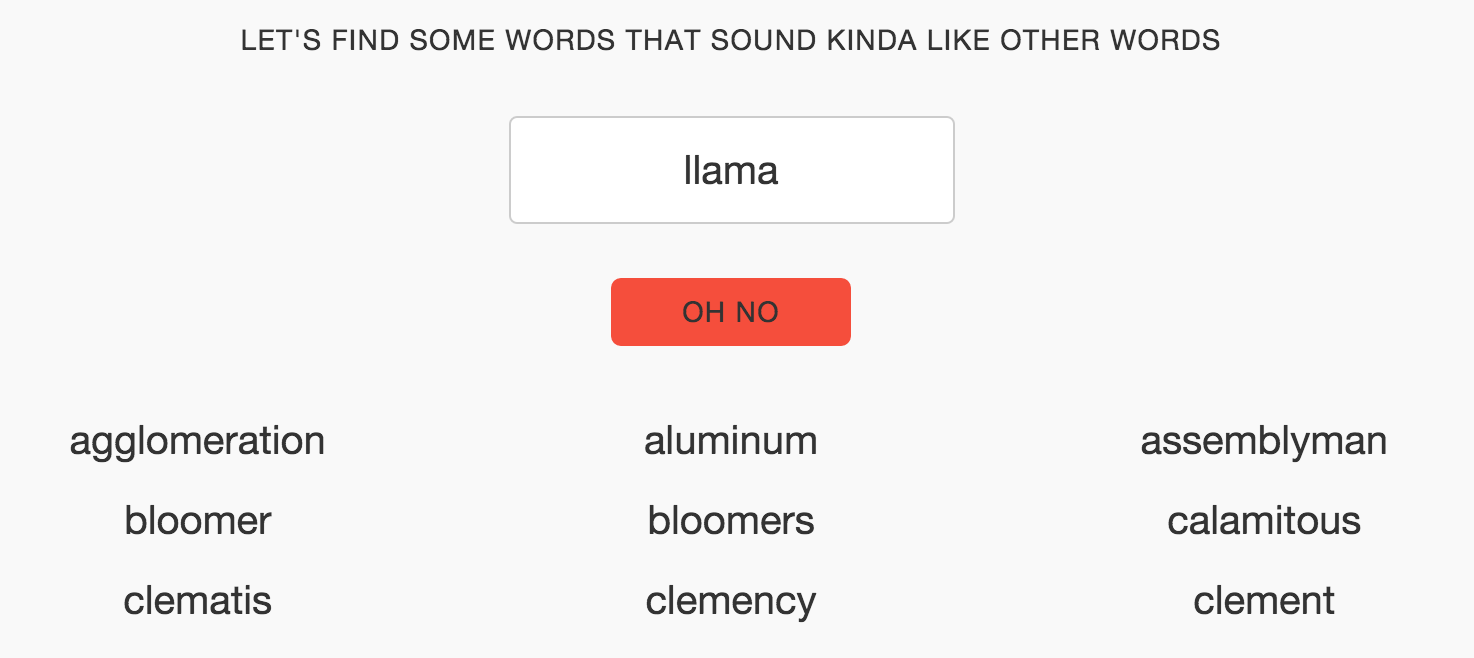 LET'S FIND SOME WORDS THAT SOUND KINDA LIKE OTHER WORDS
llama
OH NO
agglomeration aluminum assemblyman
bloomer bloomers calamitous
clematis clemency clement